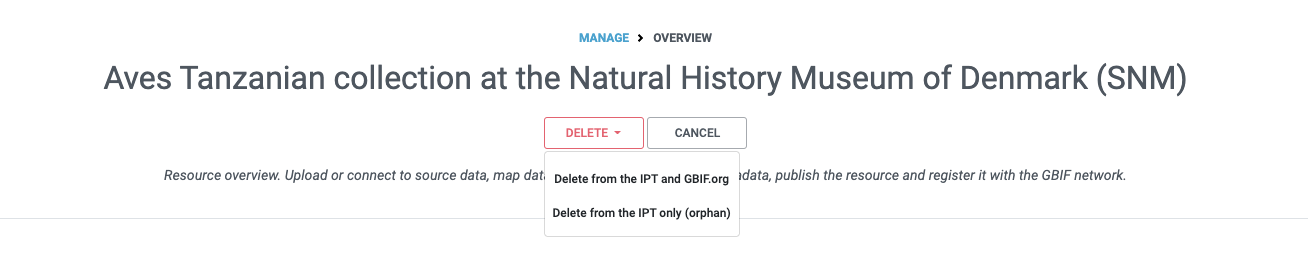 MANAGE > OVERVIEW
Aves Tanzanian collection at the Natural History Museum of Denmark (SNM)
DELETE CANCEL
Resource overview. Upload or connect to source data, map data, publish the resource and register it with the GBIF network.
Delete from the IPT and GBIF.org
Delete from the IPT only (orphan)